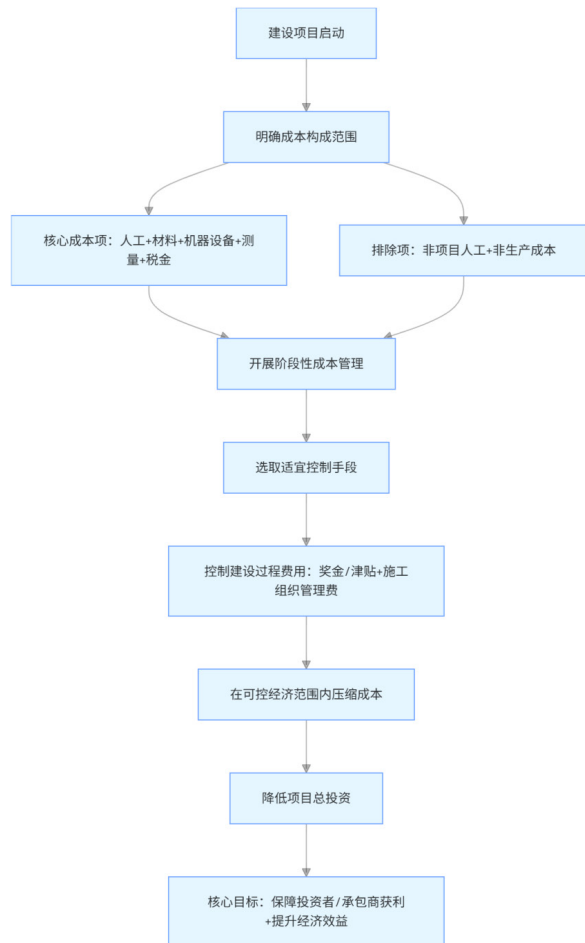 建设项目启动
明确成本构成范围
核心成本项：人工+材料+机器设备+测
量+税金
排除项：非项目人工+非生产成本
开展阶段性成本管理
选取适宜控制手段
控制建设过程费用：奖金/津贴+施工
组织管理费
在可控经济范围内压缩成本
降低项目总投资
核心目标：保障投资者/承包商获利
+提升经济效益